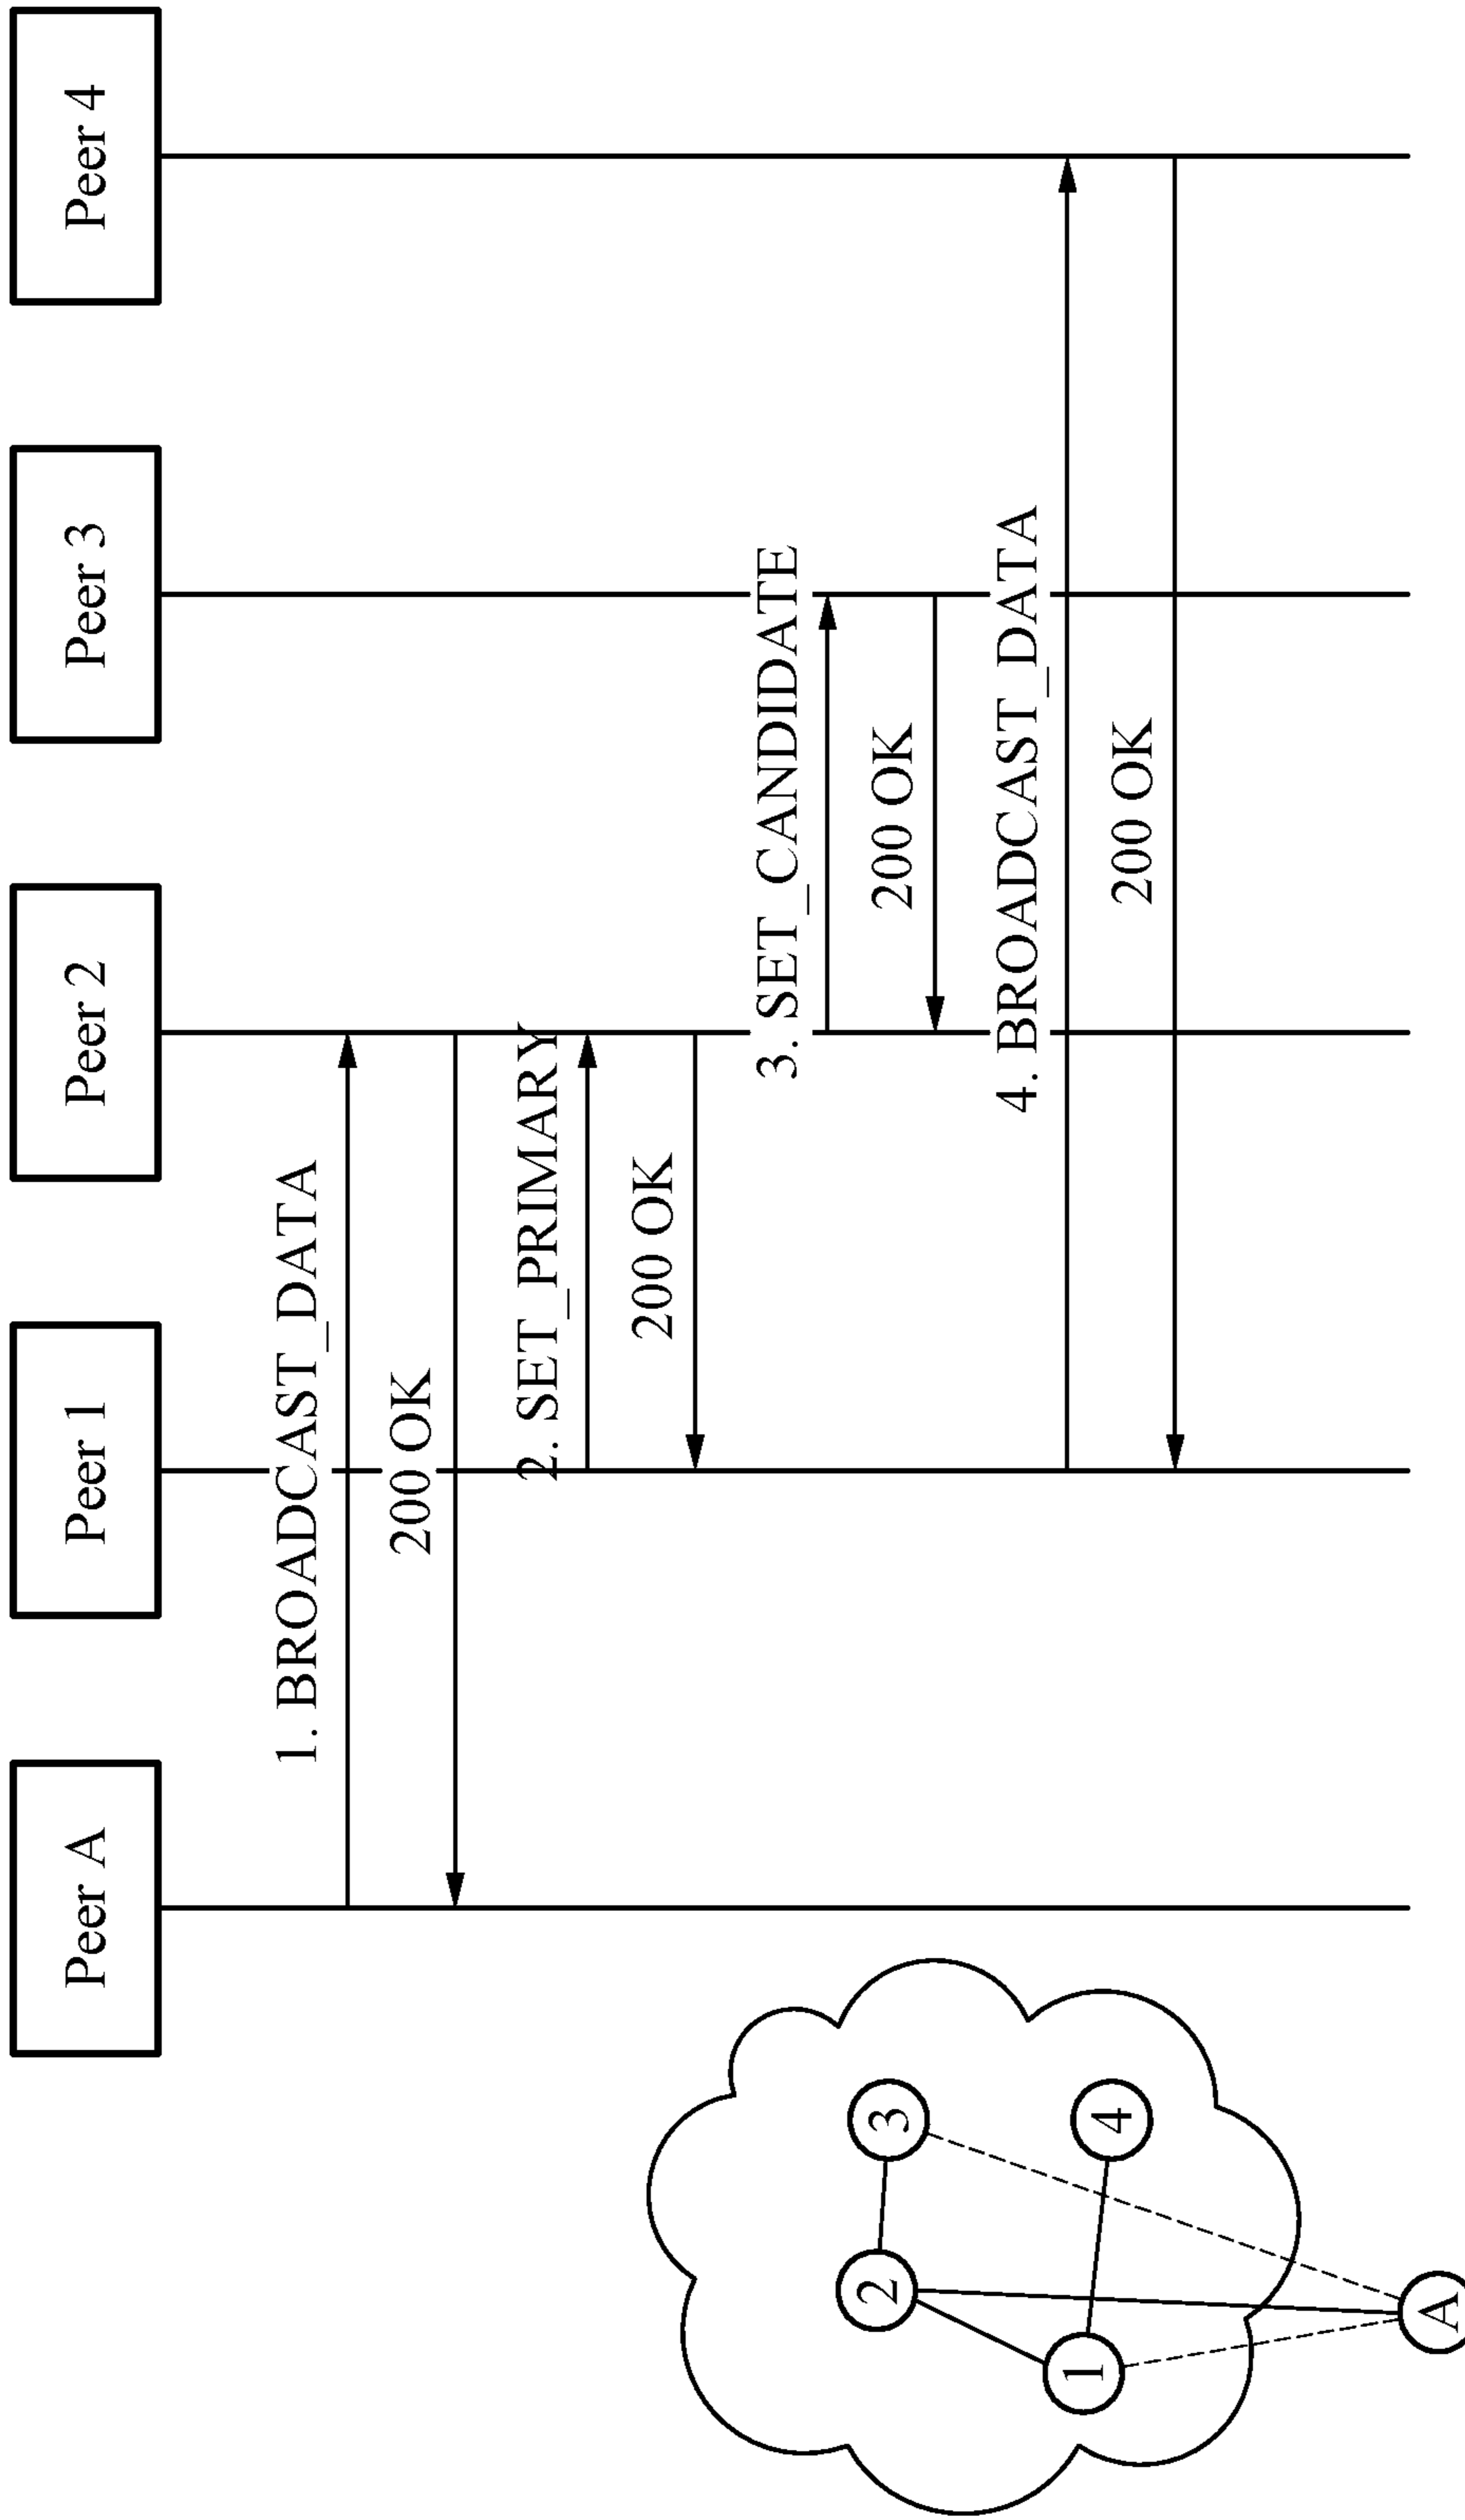 Peer A
Peer 1
Peer 2
Peer 3
Peer 4
1. BROADCAST_DATA
200 OK
2. SET_PRIMARY
200 OK
3. SET_CANDIDATE
200 OK
4. BROADCAST_DATA
200 OK
2
3
1
4
A